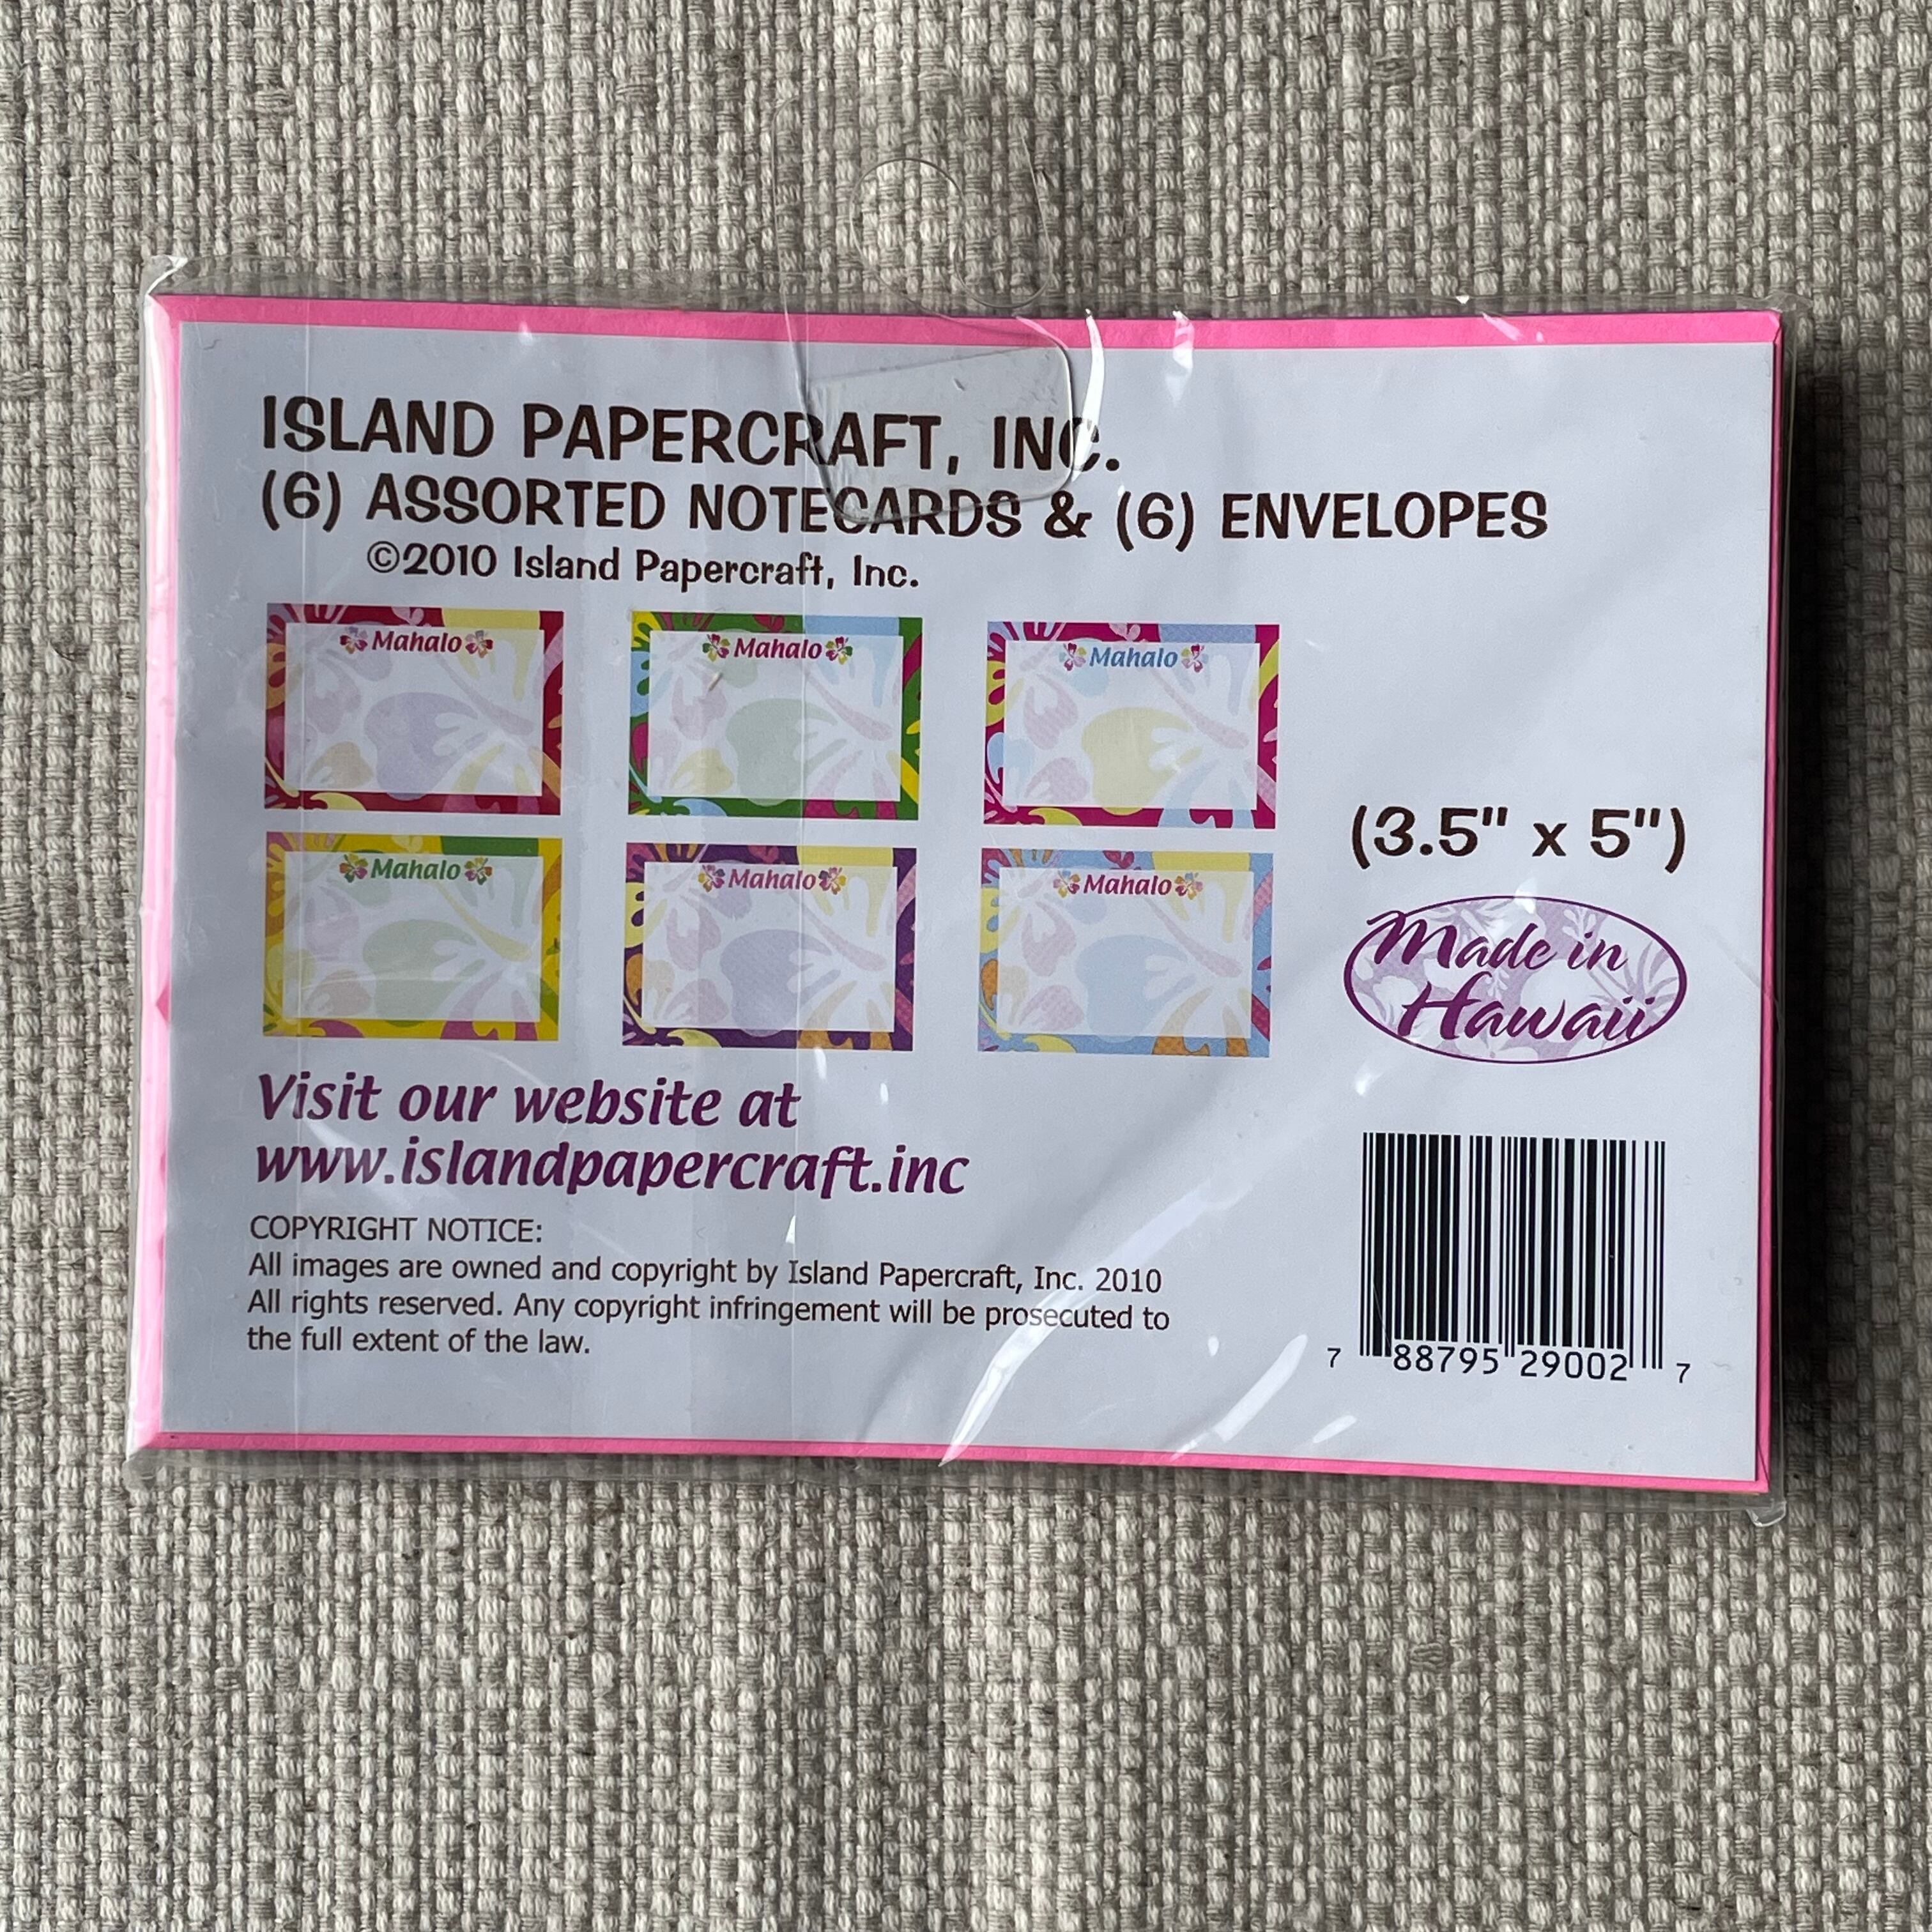 ISLAND PAPERCRAFT, INC.
(6) ASSORTED NOTECARDS & (6) ENVELOPES
©2010 Island Papercraft, Inc.
Mahalo Mahalo Mahalo
Mahalo Mahalo Mahalo
(3.5" x 5")
Made in
Hawaii
Visit our website at
www.islandpapercraft.inc
COPYRIGHT NOTICE:
All images are owned and copyright by Island Papercraft, Inc. 2010
All rights reserved. Any copyright infringement will be prosecuted to
the full extent of the law.
7 88795 29002 7